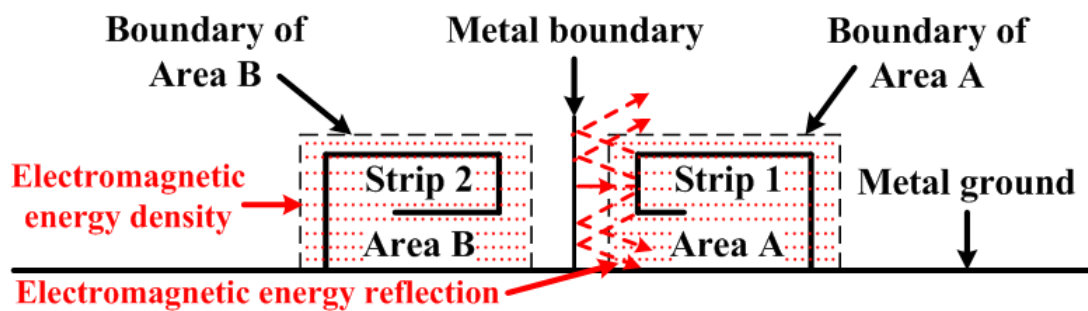 Boundary of
Area B
Metal boundary
Boundary of
Area A
Electromagnetic
energy density
Strip 2
Strip 1
Metal ground
Area B
Area A
Electromagnetic energy reflection